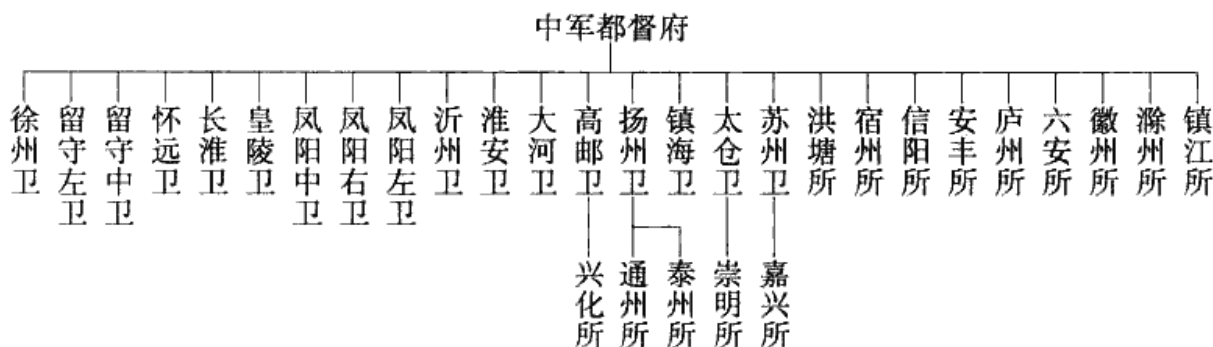 中军都督府
徐州卫
留守左卫
留守中卫
怀远卫
长淮卫
皇陵卫
凤阳中卫
凤阳右卫
凤阳左卫
沂州卫
淮安卫
大河卫
高邮卫
扬州卫
镇海卫
太仓卫
苏州卫
洪塘所
宿州所
信阳所
安丰所
庐州所
六安所
徽州所
滁州所
镇江所
兴化所
通州所
泰州所
崇明所
嘉兴所